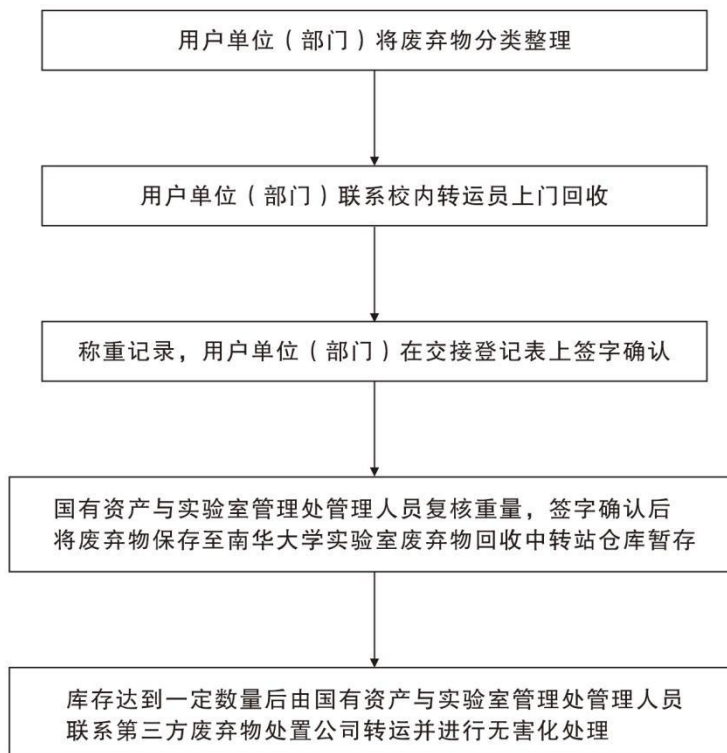 用户单位（部门）将废弃物分类整理
用户单位（部门）联系校内转运员上门回收
称重记录，用户单位（部门）在交接登记表上签字确认
国有资产与实验室管理处管理人员复核重量，签字确认后
将废弃物保存至南华大学实验室废弃物回收中转站仓库暂存
库存达到一定数量后由国有资产与实验室管理处管理人员
联系第三方废弃物处置公司转运并进行无害化处理